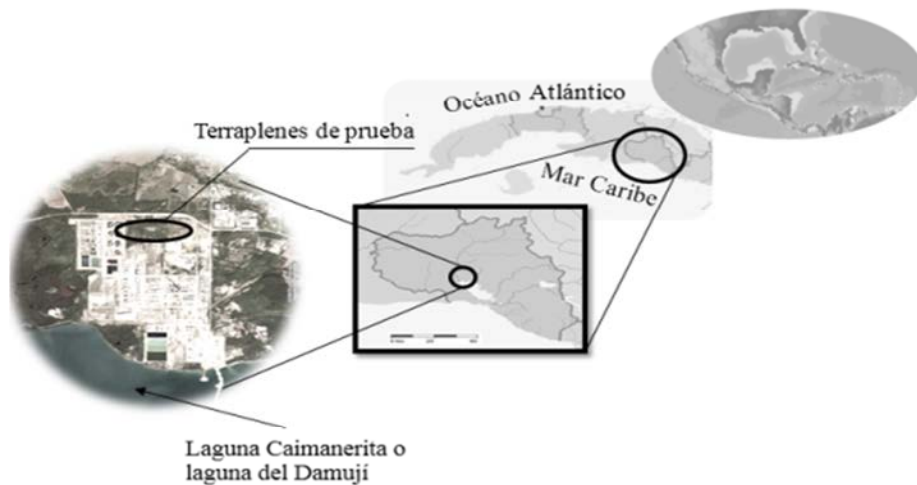 Océano Atlántico
Terraplenes de prueba
Mar Caribe
Laguna Caimanerita o
laguna del Damují